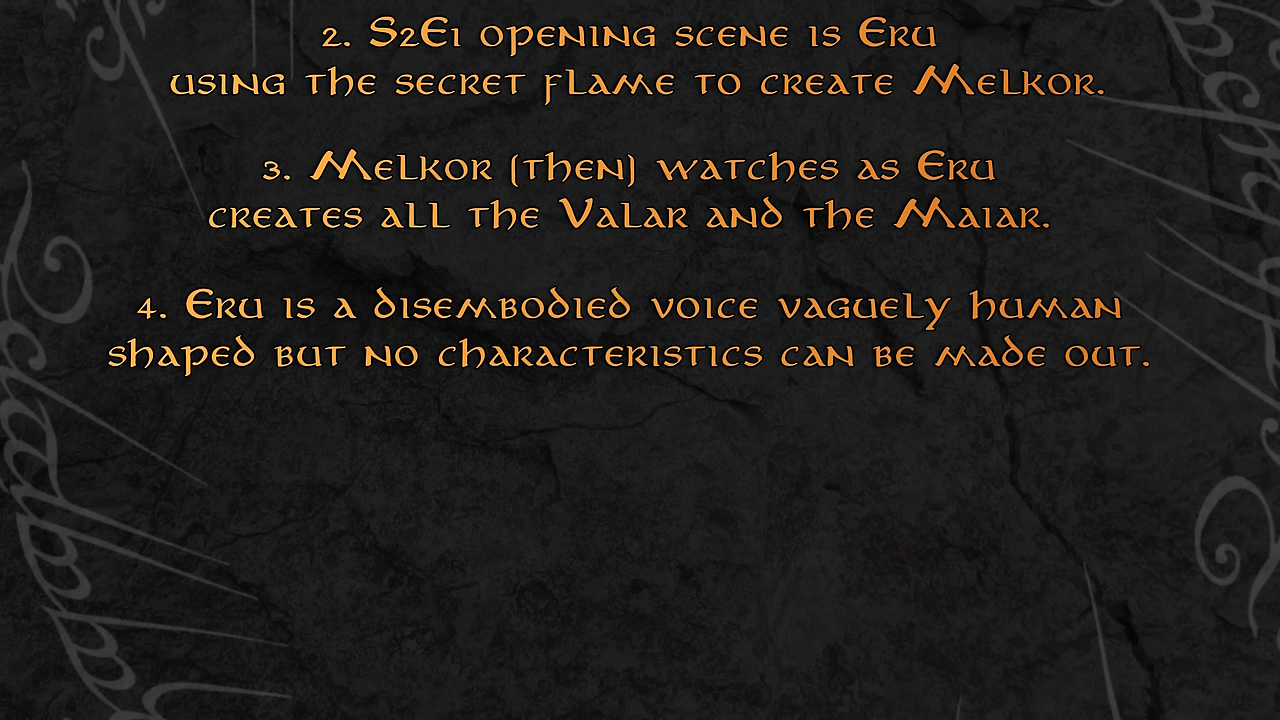 2. S2E1 opening scene is Eru
using the secret flame to create Melkor.
3. Melkor (then) watches as Eru
creates all the Valar and the Maiar.
4. Eru is a disembodied voice vaguely human
shaped but no characteristics can be made out.